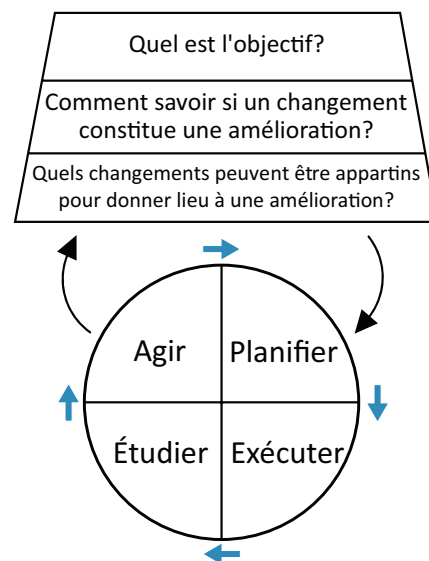 Quel est l'objectif?
Comment savoir si un changement
constitue une amélioration?
Quels changements peuvent être appartins
pour donner lieu à une amélioration?
Agir
Planifier
Étudier
Exécuter